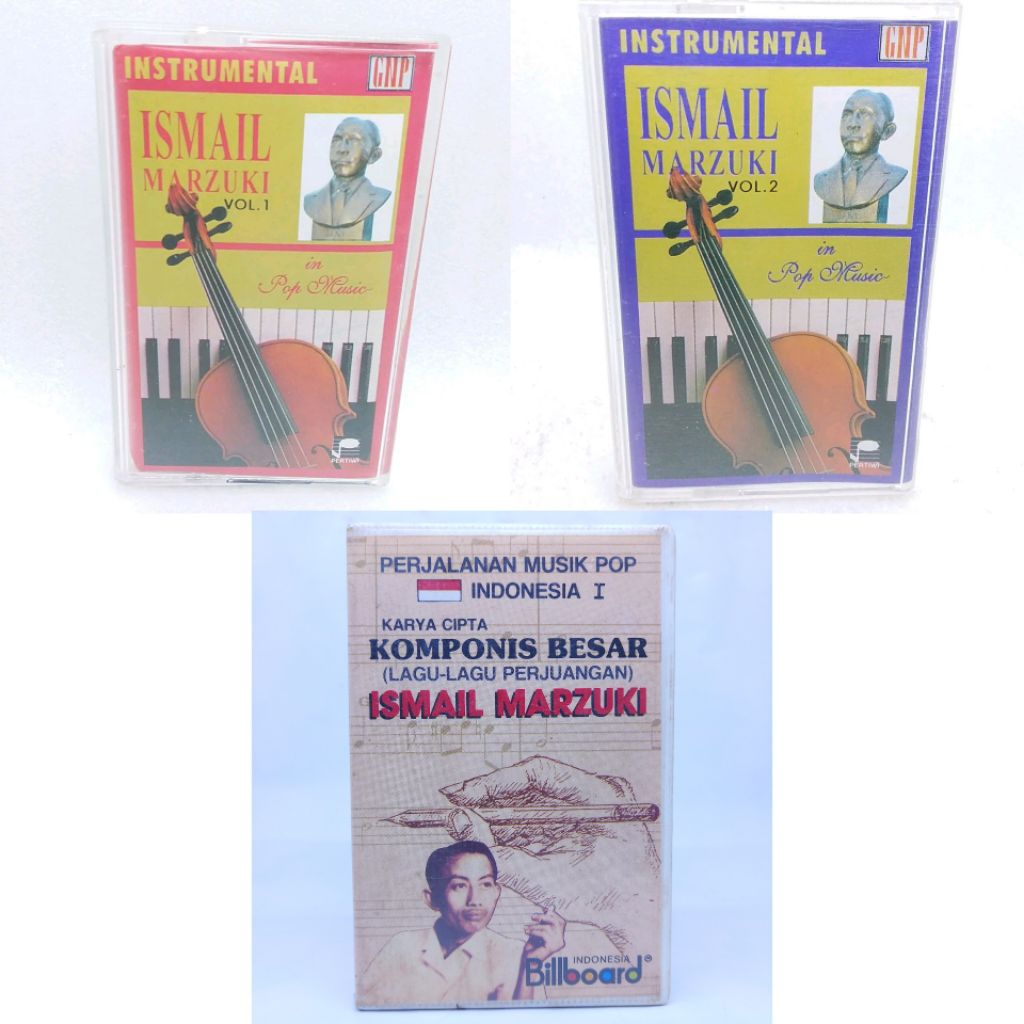 INSTRUMENTAL
GNP
ISMAIL
MARZUKI
VOL.1
in
Pop Music
PERTIWI
INSTRUMENTAL
GNP
ISMAIL
MARZUKI
VOL.2
in
Pop Music
PERTIWI
PERJALANAN MUSIK POP
INDONESIA I
KARYA CIPTA
KOMPONIS BESAR
(LAGU-LAGU PERJUANGAN)
ISMAIL MARZUKI
INDONESIA
Billboard